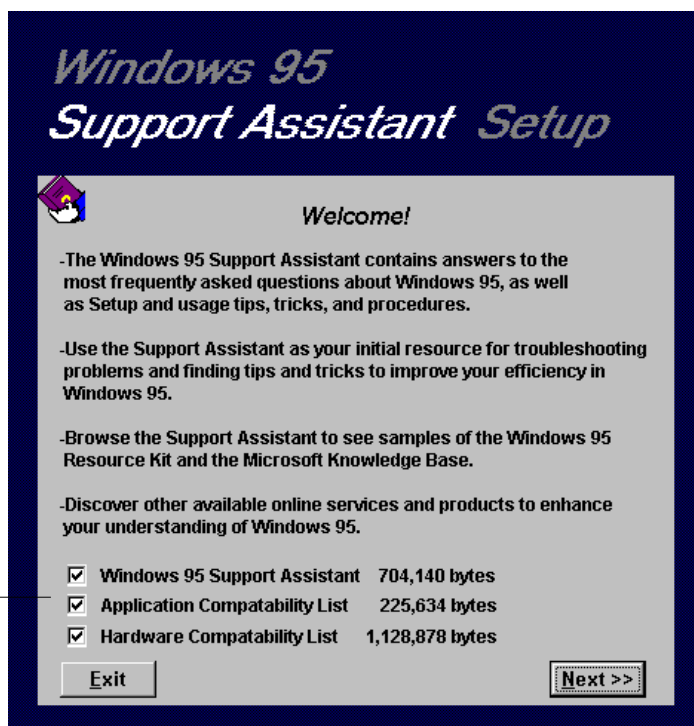 Windows 95
Support Assistant Setup
Welcome!
-The Windows 95 Support Assistant contains answers to the
most frequently asked questions about Windows 95, as well
as Setup and usage tips, tricks, and procedures.
-Use the Support Assistant as your initial resource for troubleshooting
problems and finding tips and tricks to improve your efficiency in
Windows 95.
-Browse the Support Assistant to see samples of the Windows 95
Resource Kit and the Microsoft Knowledge Base.
-Discover other available online services and products to enhance
your understanding of Windows 95.
Windows 95 Support Assistant 704,140 bytes
Application Compatability List 225,634 bytes
Hardware Compatability List 1,128,878 bytes
Exit
Next >>